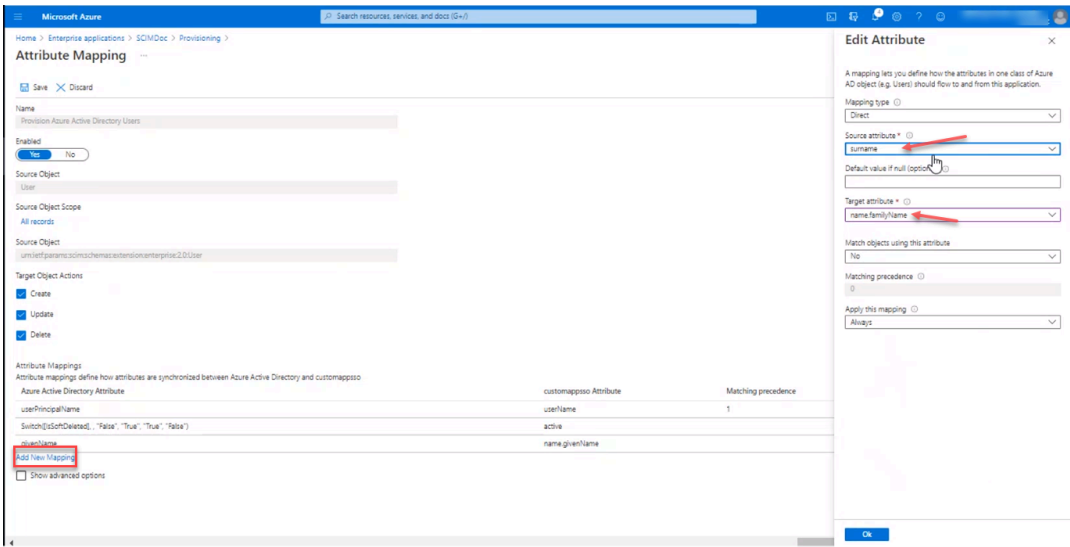 Microsoft Azure
Search resources, services, and docs (G+/)
Home > Enterprise applications > SCIMDoc > Provisioning >
Attribute Mapping ...
Save Discard
Name
Provision Azure Active Directory Users
Enabled
Yes No
Source Object
User
Source Object Scope
All records
Source Object
urn:ietf:params:scim:schemas:extension:enterprise:2.0:User
Target Object Actions
Create
Update
Delete
Attribute Mappings
Attribute mappings define how attributes are synchronized between Azure Active Directory and customappsso
Azure Active Directory Attribute customappsso Attribute Matching precedence
userPrincipalName userName 1
Switch([IsSoftDeleted], , "False", "True", "True", "False") active
givenName name.givenName
Add New Mapping
Show advanced options
Edit Attribute
A mapping lets you define how the attributes in one class of Azure
AD object (e.g. Users) should flow to and from this application.
Mapping type
Direct
Source attribute *
surname
Default value if null (option
Target attribute *
name.familyName
Match objects using this attribute
No
Matching precedence
0
Apply this mapping
Always
Ok